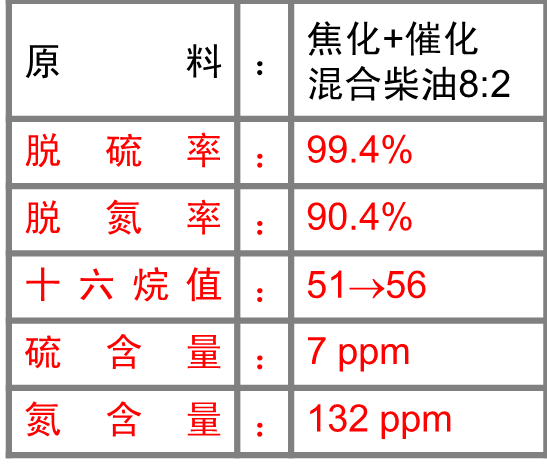 原料：焦化+催化
混合柴油8:2
脱硫率：99.4%
脱氮率：90.4%
十六烷值：51→56
硫含量：7 ppm
氮含量：132 ppm